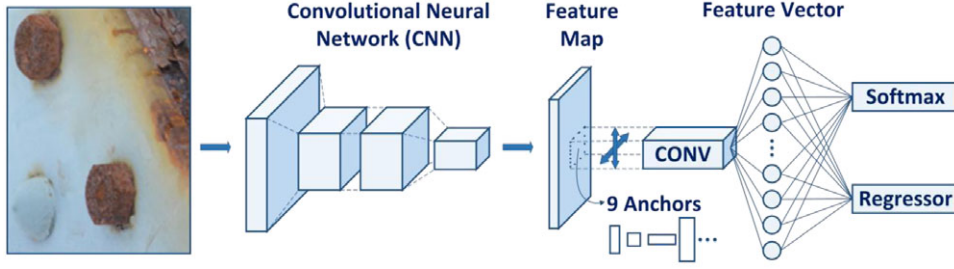 Convolutional Neural
Network (CNN)
Feature
Map
Feature Vector
CONV
Softmax
Regressor
9 Anchors